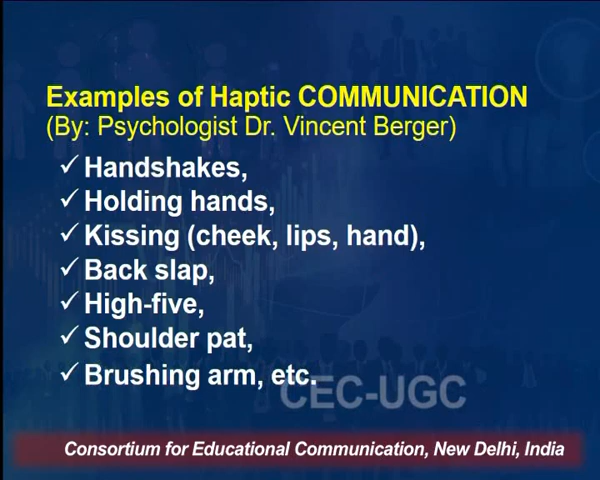 Examples of Haptic COMMUNICATION
(By: Psychologist Dr. Vincent Berger)
✓ Handshakes,
✓ Holding hands,
✓ Kissing (cheek, lips, hand),
✓ Back slap,
✓ High-five,
✓ Shoulder pat,
✓ Brushing arm, etc.
CEC-UGC
Consortium for Educational Communication, New Delhi, India